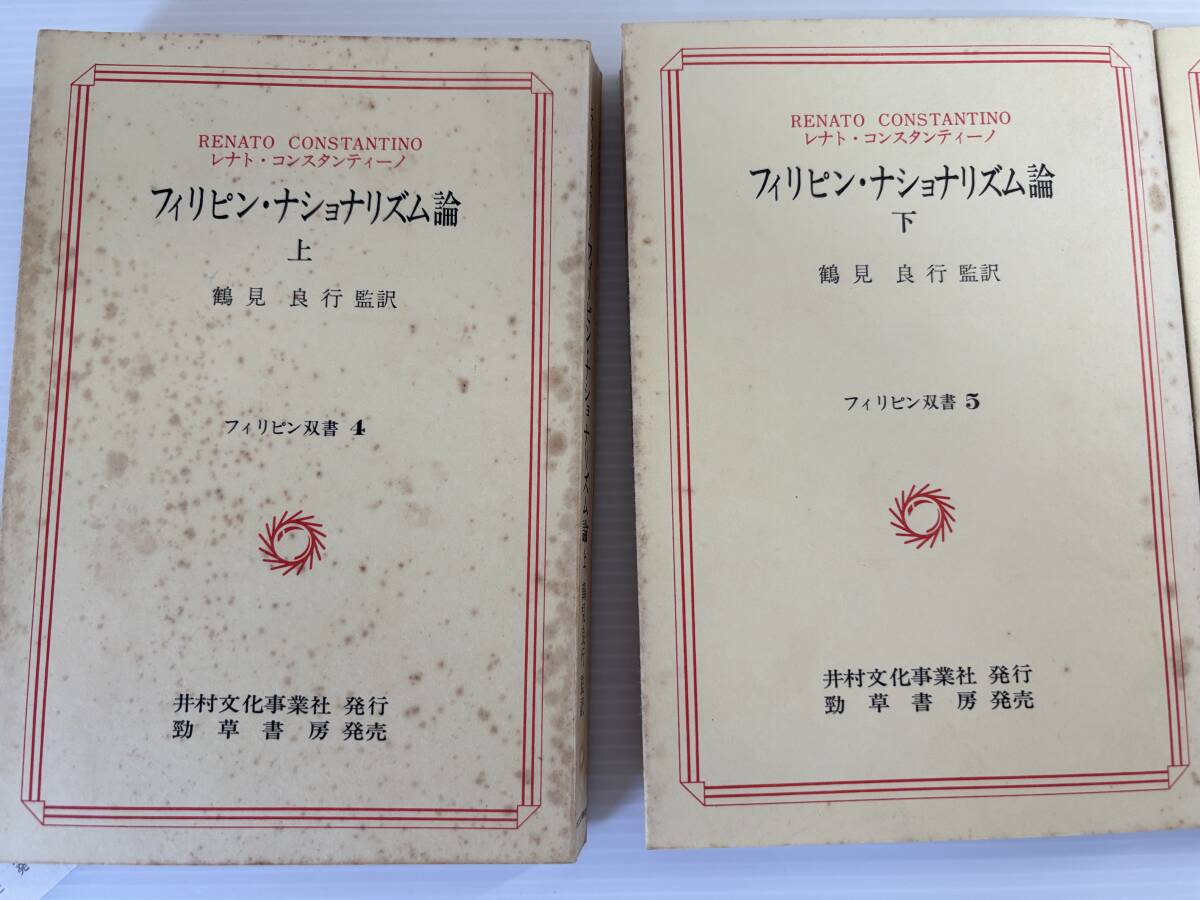 RENATO CONSTANTINO
レナト・コンスタンティーノ
フィリピン・ナショナリズム論
上
鶴見良行監訳
フィリピン双書 4
井村文化事業社 発行
勁草書房 発売
RENATO CONSTANTINO
レナト・コンスタンティーノ
フィリピン・ナショナリズム論
下
鶴見良行監訳
フィリピン双書 5
井村文化事業社 発行
勁草書房 発売